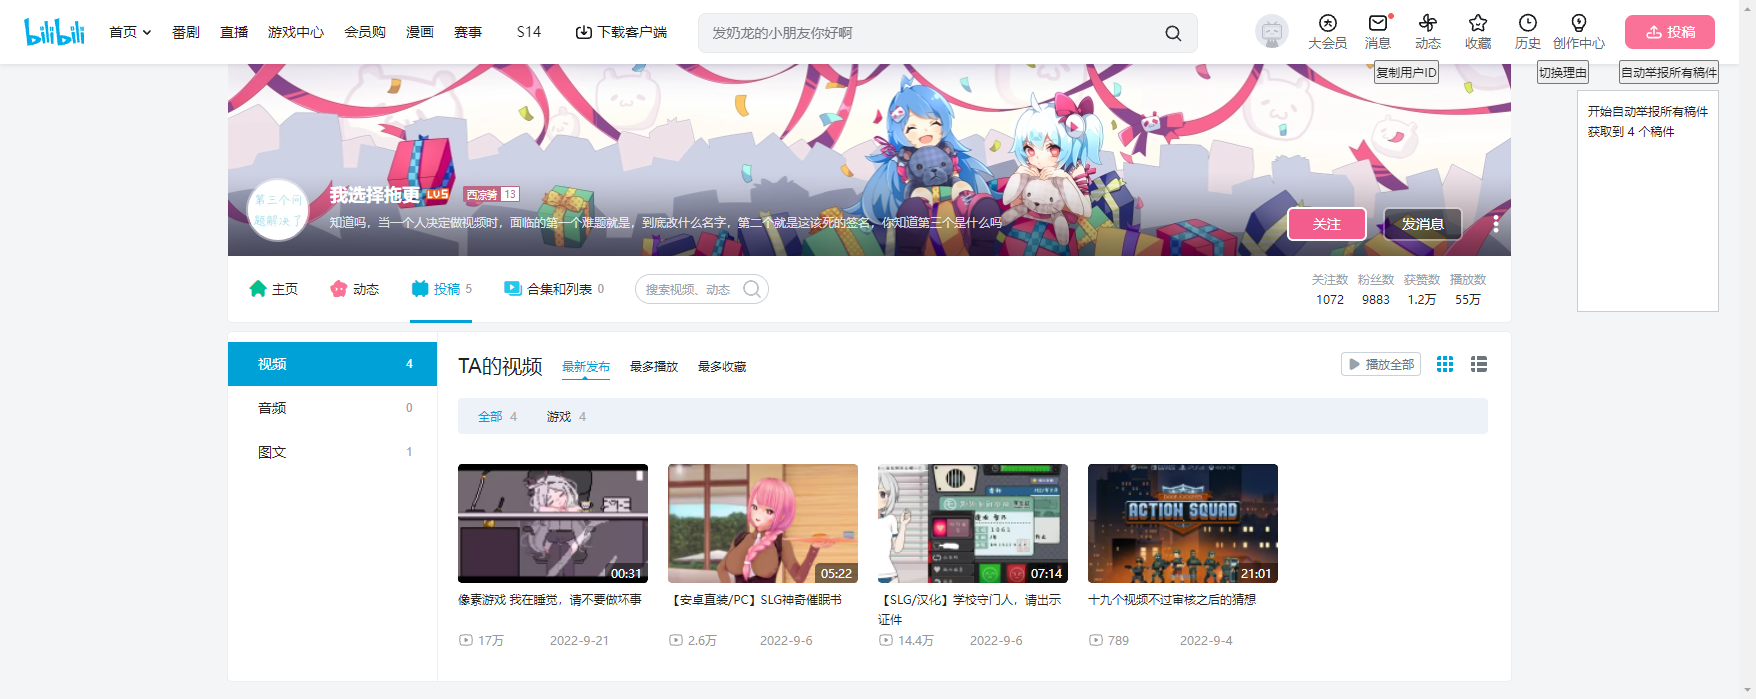 bilibili
首页
番剧
直播
游戏中心
会员购
漫画
赛事
S14
下载客户端
发奶龙的小朋友你好啊
大会员
消息
动态
收藏
历史
创作中心
投稿
复制用户ID
切换理由
自动举报所有稿件
开始自动举报所有稿件
获取到 4 个稿件
第三个问
题解决了
我选择拖更 LV5 西凉骑 13
知道吗，当一个人决定做视频时，面临的第一个难题就是，到底改什么名字，第二个就是这该死的签名，你知道第三个是什么吗
关注
发消息
主页
动态
投稿 5
合集和列表 0
搜索视频、动态
关注数 粉丝数 获赞数 播放数
1072 9883 1.2万 55万
视频 4
音频 0
图文 1
TA的视频
最新发布
最多播放
最多收藏
播放全部
全部 4
游戏 4
00:31
05:22
07:14
ACTION SQUAD
21:01
像素游戏 我在睡觉，请不要做坏事
17万 2022-9-21
【安卓直装/PC】SLG神奇催眠书
2.6万 2022-9-6
【SLG/汉化】学校守门人，请出示
证件
14.4万 2022-9-6
十九个视频不过审核之后的猜想
789 2022-9-4